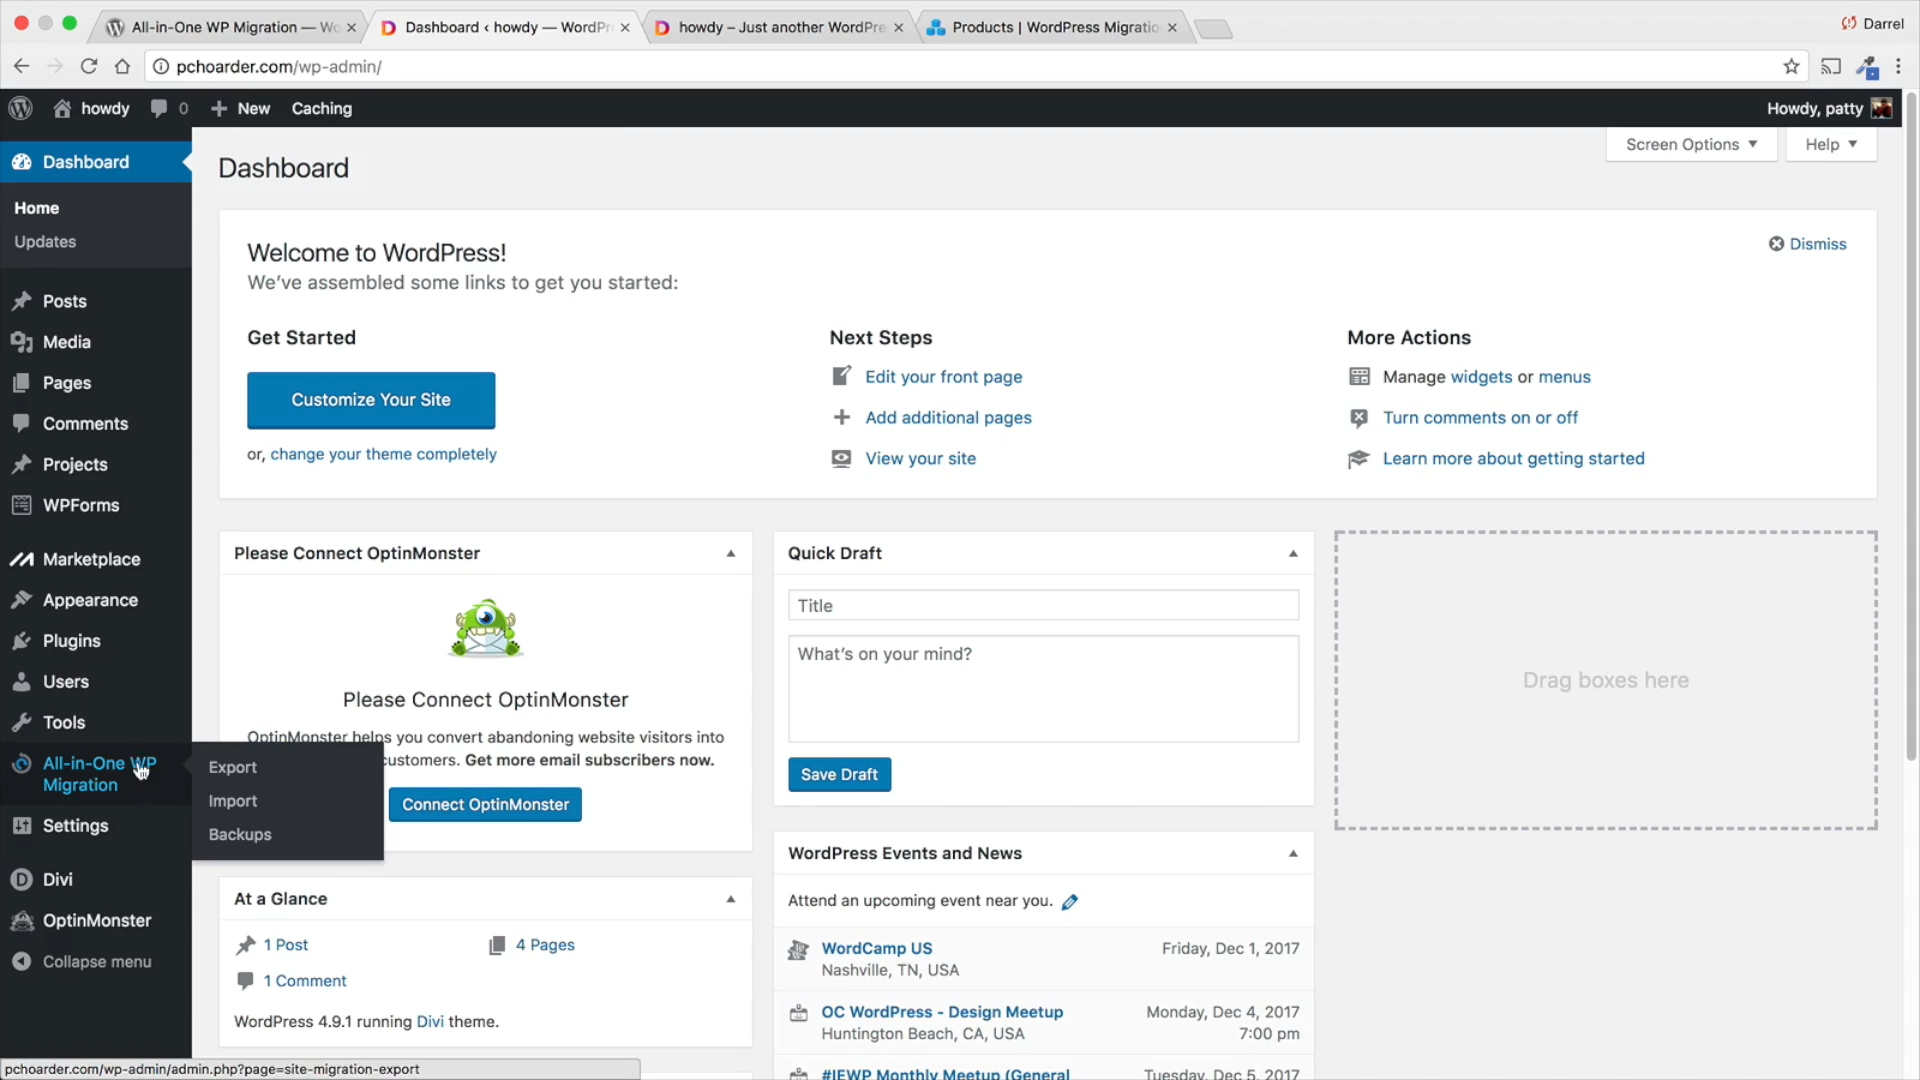 All-in-One WP Migration — Wo
Dashboard ‹ howdy — WordPr
howdy – Just another WordPre
Products | WordPress Migratio
Darrel
pchoarder.com/wp-admin/
howdy
0
New
Caching
Howdy, patty
Dashboard
Home
Updates
Posts
Media
Pages
Comments
Projects
WPForms
Marketplace
Appearance
Plugins
Users
Tools
All-in-One WP
Migration
Settings
Divi
OptinMonster
Collapse menu
Export
Import
Backups
Dashboard
Screen Options
Help
Welcome to WordPress!
We've assembled some links to get you started:
Dismiss
Get Started
Customize Your Site
or, change your theme completely
Next Steps
Edit your front page
Add additional pages
View your site
More Actions
Manage widgets or menus
Turn comments on or off
Learn more about getting started
Please Connect OptinMonster
Please Connect OptinMonster
OptinMonster helps you convert abandoning website visitors into
customers. Get more email subscribers now.
Connect OptinMonster
At a Glance
1 Post
4 Pages
1 Comment
WordPress 4.9.1 running Divi theme.
Quick Draft
Title
What's on your mind?
Save Draft
WordPress Events and News
Attend an upcoming event near you.
WordCamp US
Friday, Dec 1, 2017
Nashville, TN, USA
OC WordPress - Design Meetup
Monday, Dec 4, 2017
Huntington Beach, CA, USA
7:00 pm
#IEWP Monthly Meetup (General
Tuesday, Dec 5, 2017
Drag boxes here
pchoarder.com/wp-admin/admin.php?page=site-migration-export